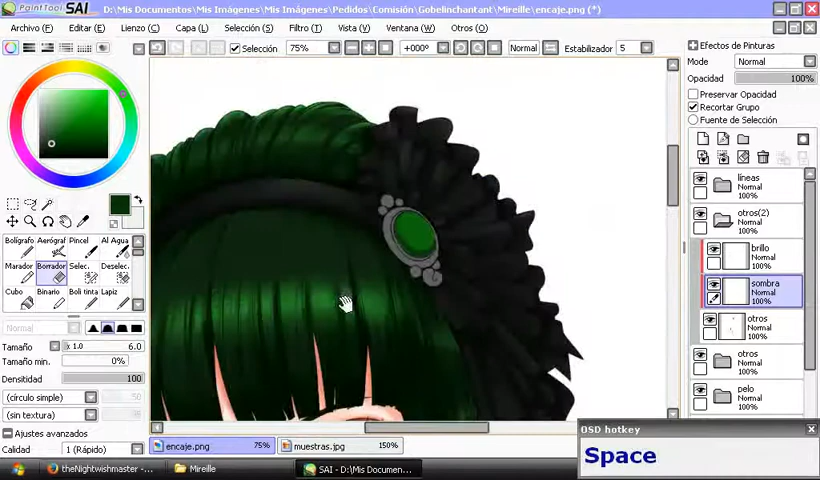 PaintTool SAI D:\Mis Documentos\Mis Imágenes\Mis Imágenes\Pedidos\Comisión\Gobelinchantant\Mireille\encaje.png (*)
Archivo (F) Editar (E) Lienzo (C) Capa (L) Selección (S) Filtro (T) Vista (V) Ventana (W) Otros (O)
Selección 75% +000º Normal Estabilizador 5
Efectos de Pinturas
Modo Normal
Opacidad 100%
Preservar Opacidad
Recortar Grupo
Fuente de Selección
líneas
Normal
100%
otros(2)
Normal
100%
brillo
Normal
100%
sombra
Normal
100%
otros
Normal
100%
otros
Normal
100%
pelo
Normal
100%
Bolígrafo Aerógraf Pincel Al Agua
Marador Borrador Selec. Deselec.
Cubo Binario Boli tinta Lapiz
Normal
Tamaño x 1.0 6.0
Tamaño min. 0%
Densitidad 100
(círculo simple) 50
(sin textura)
Ajustes avanzados
Calidad 1 (Rápido)
encaje.png 75% muestras.jpg 150%
OSD hotkey
Space
theNightwishmaster -... Mireille SAI - D:\Mis Documen...